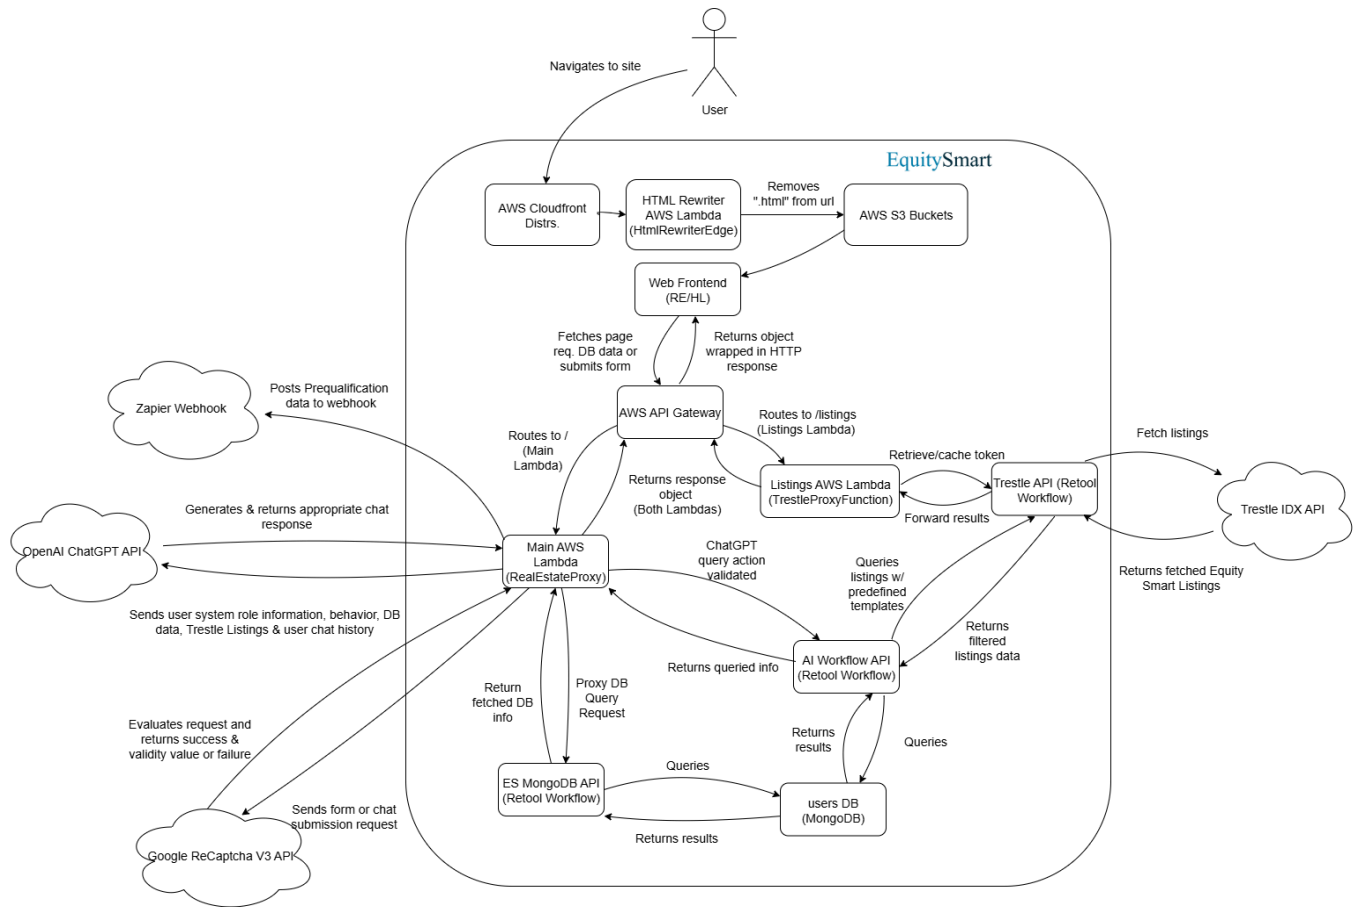 Navigates to site
User
EquitySmart
AWS Cloudfront
Distrs.
HTML Rewriter
AWS Lambda
(HtmlRewriterEdge)
Removes
".html" from url
AWS S3 Buckets
Web Frontend
(RE/HL)
Fetches page
req. DB data or
submits form
Returns object
wrapped in HTTP
response
Zapier Webhook
Posts Prequalification
data to webhook
AWS API Gateway
Routes to /
(Main
Lambda)
Routes to /listings
(Listings Lambda)
Returns response
object
(Both Lambdas)
Listings AWS Lambda
(TrestleProxyFunction)
Retrieve/cache token
Forward results
Trestle API (Retool
Workflow)
Fetch listings
Trestle IDX API
Returns fetched Equity
Smart Listings
OpenAI ChatGPT API
Generates & returns appropriate chat
response
Main AWS
Lambda
(RealEstateProxy)
ChatGPT
query action
validated
Queries
listings w/
predefined
templates
Sends user system role information, behavior, DB
data, Trestle Listings & user chat history
Returns
filtered
listings data
AI Workflow API
(Retool Workflow)
Returns queried info
Return
fetched DB
info
Proxy DB
Query
Request
Evaluates request and
returns success &
validity value or failure
Returns
results
Queries
ES MongoDB API
(Retool Workflow)
Queries
users DB
(MongoDB)
Returns results
Sends form or chat
submission request
Google ReCaptcha V3 API